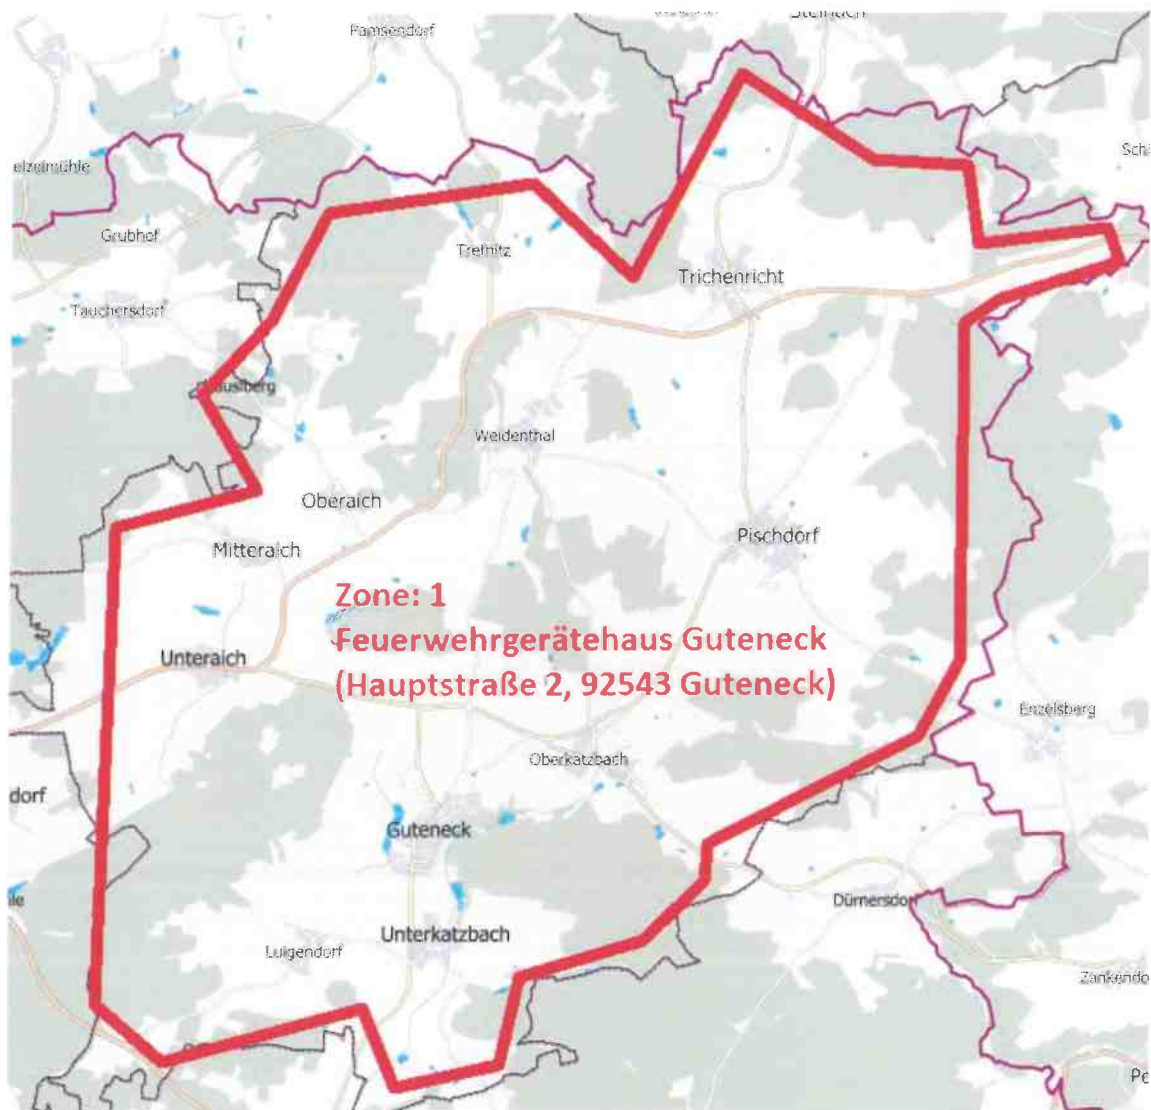 Pamsendorf
elzelmühle
Grubhof
Trefnitz
Trichenricht
Tauchersdorf
Weidenthal
Oberaich
Mitteraich
Pischdorf
Zone: 1
Feuerwehrgerätehaus Guteneck
(Hauptstraße 2, 92543 Guteneck)
Unteraich
Enzelsberg
Oberkatzbach
dorf
Guteneck
Dürnersdorf
Unterkatzbach
Luigendorf
Zankendo
Pe